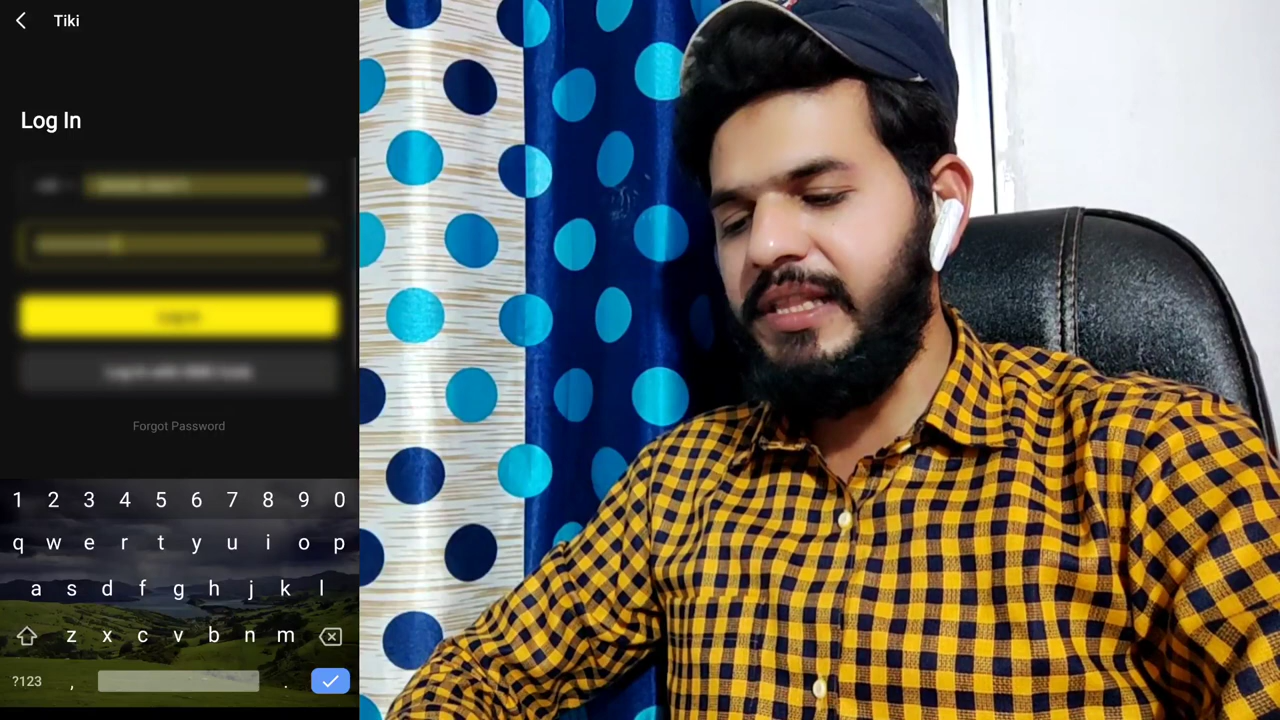 Tiki
Log In
Forgot Password
1 2 3 4 5 6 7 8 9 0
q w e r t y u i o p
a s d f g h j k l
z x c v b n m
?123 , .